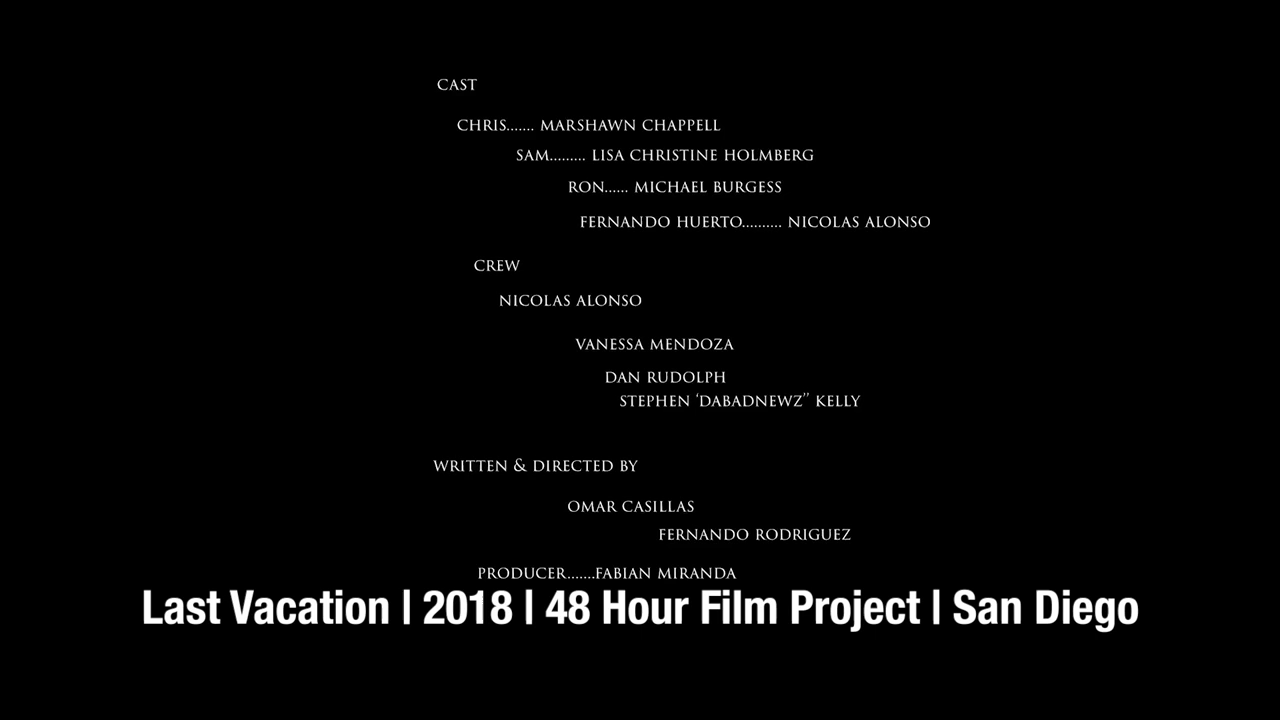 CAST
CHRIS....... MARSHAWN CHAPPELL
SAM......... LISA CHRISTINE HOLMBERG
RON...... MICHAEL BURGESS
FERNANDO HUERTO.......... NICOLAS ALONSO
CREW
NICOLAS ALONSO
VANESSA MENDOZA
DAN RUDOLPH
STEPHEN ‘DABADNEWZ’’ KELLY
WRITTEN & DIRECTED BY
OMAR CASILLAS
FERNANDO RODRIGUEZ
PRODUCER.......FABIAN MIRANDA
Last Vacation | 2018 | 48 Hour Film Project | San Diego